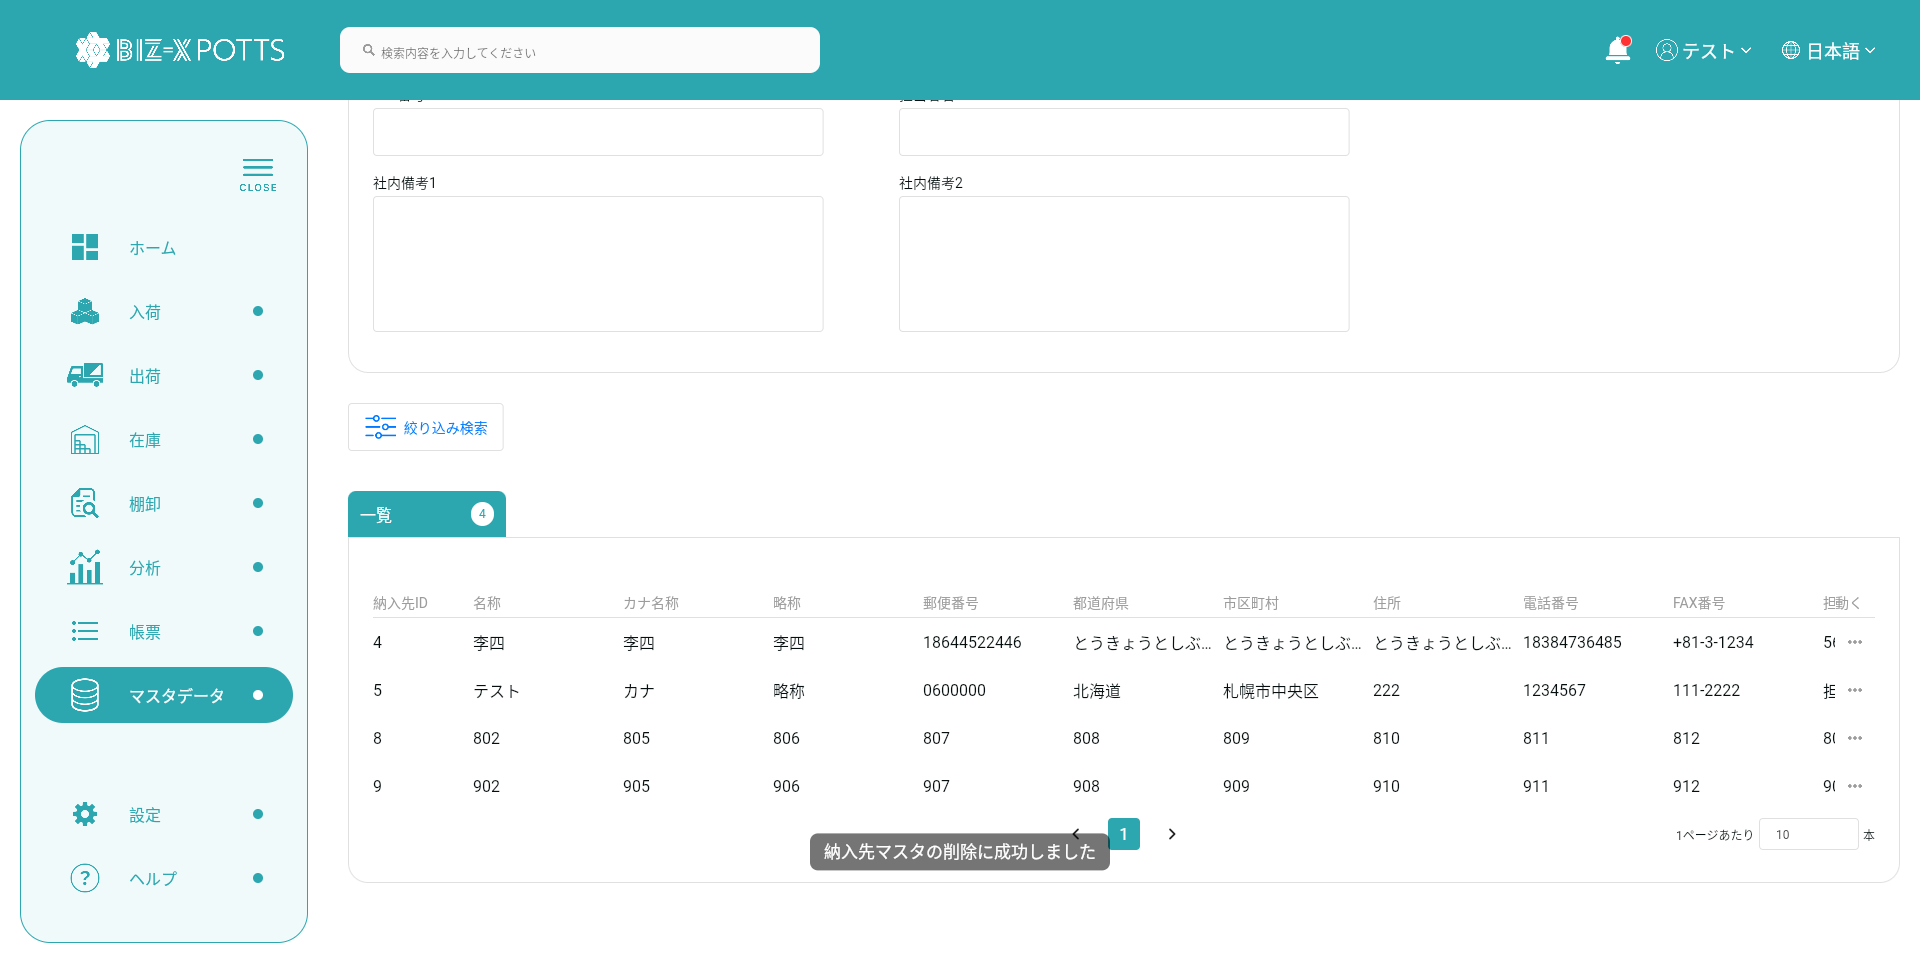 BIZ-X POTTS
検索内容を入力してください
テスト
日本語
CLOSE
ホーム
入荷
出荷
在庫
棚卸
分析
帳票
マスタデータ
設定
ヘルプ
社内備考1
社内備考2
絞り込み検索
一覧 4
納入先ID 名称 カナ名称 略称 郵便番号 都道府県 市区町村 住所 電話番号 FAX番号 担動く
4 李四 李四 李四 18644522446 とうきょうとしぶ... とうきょうとしぶ... とうきょうとしぶ... 18384736485 +81-3-1234
5 テスト カナ 略称 0600000 北海道 札幌市中央区 222 1234567 111-2222 担
8 802 805 806 807 808 809 810 811 812
9 902 905 906 907 908 909 910 911 912
1
1ページあたり 10 本
納入先マスタの削除に成功しました